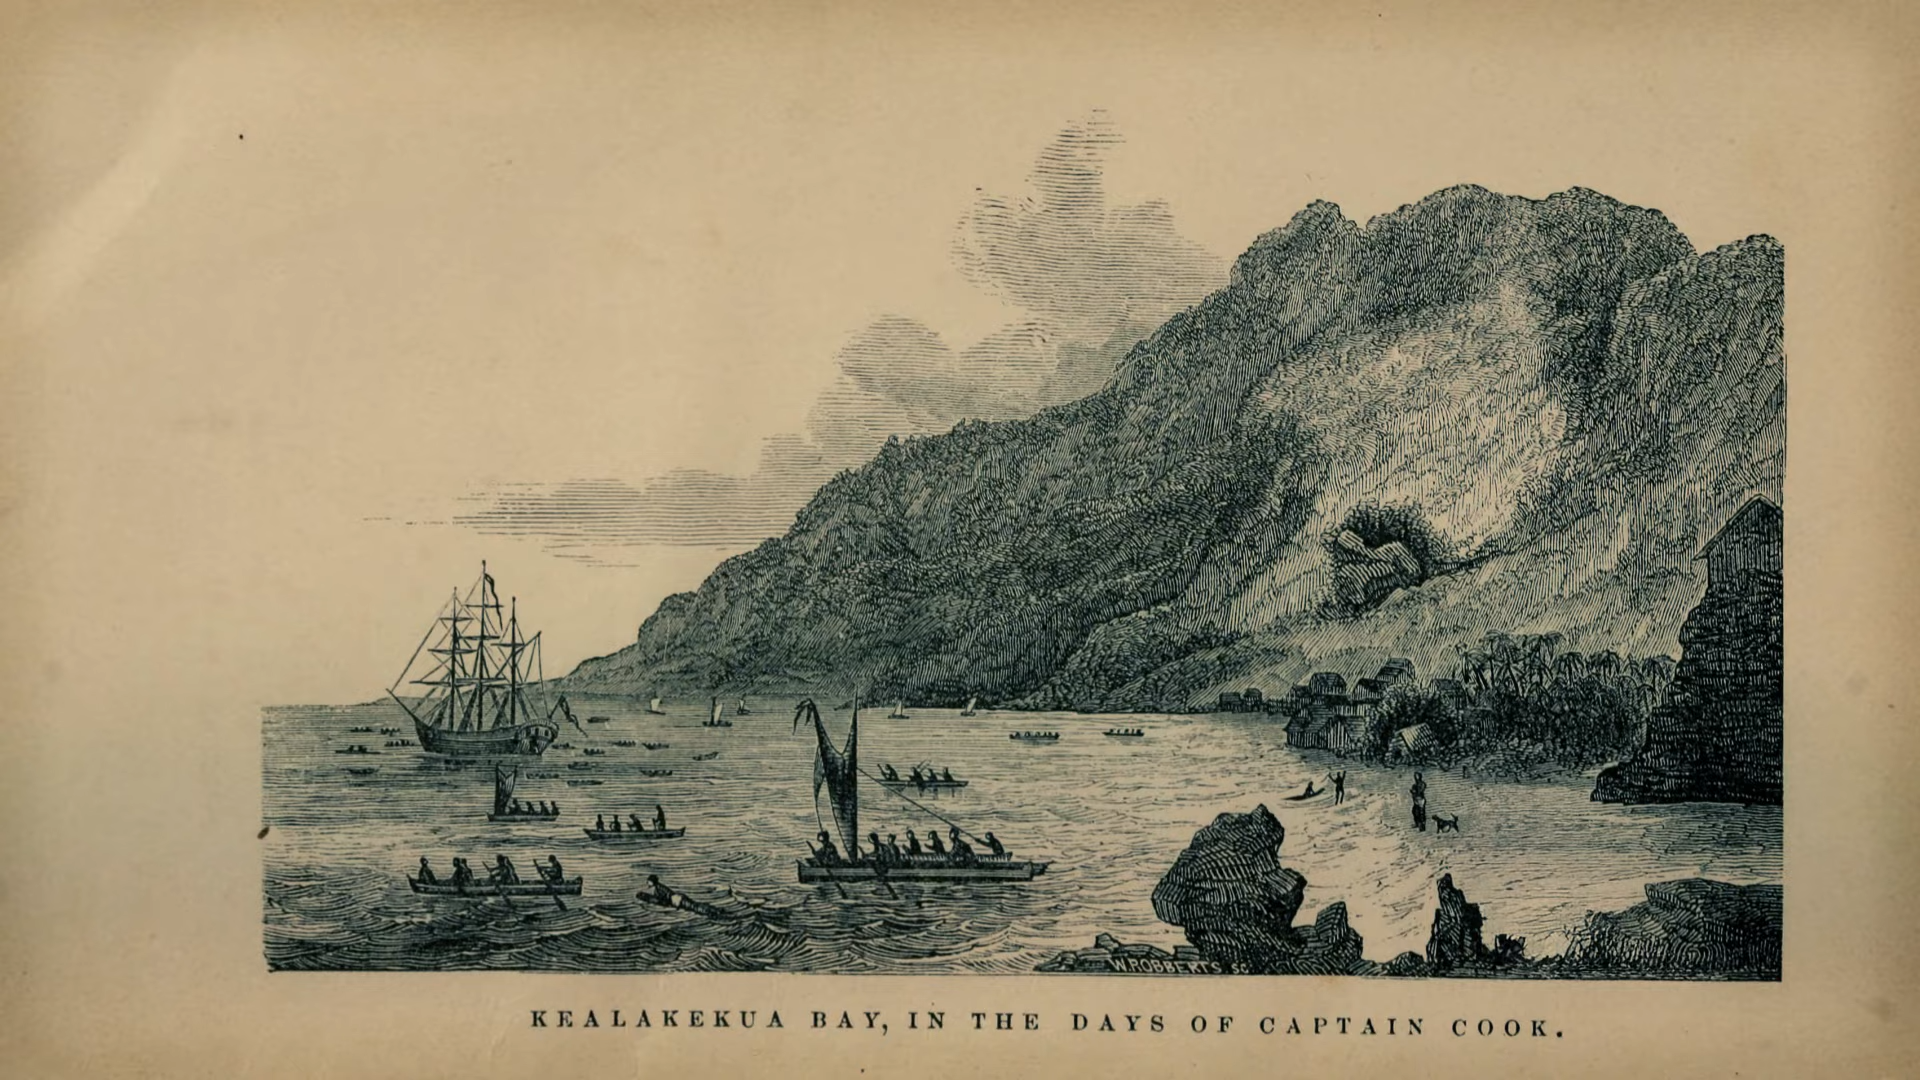 W.ROBBERTS SC
KEALAKEKUA BAY, IN THE DAYS OF CAPTAIN COOK.